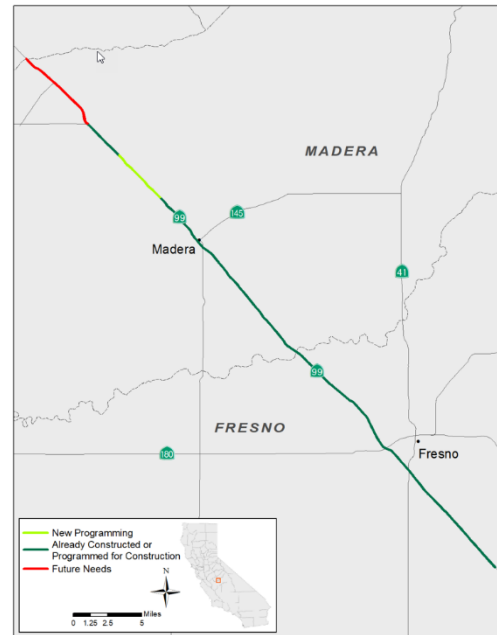 MADERA
145
99
Madera
41
99
FRESNO
180
Fresno
New Programming
Already Constructed or
Programmed for Construction
Future Needs
N
Miles
0 1.25 2.5 5